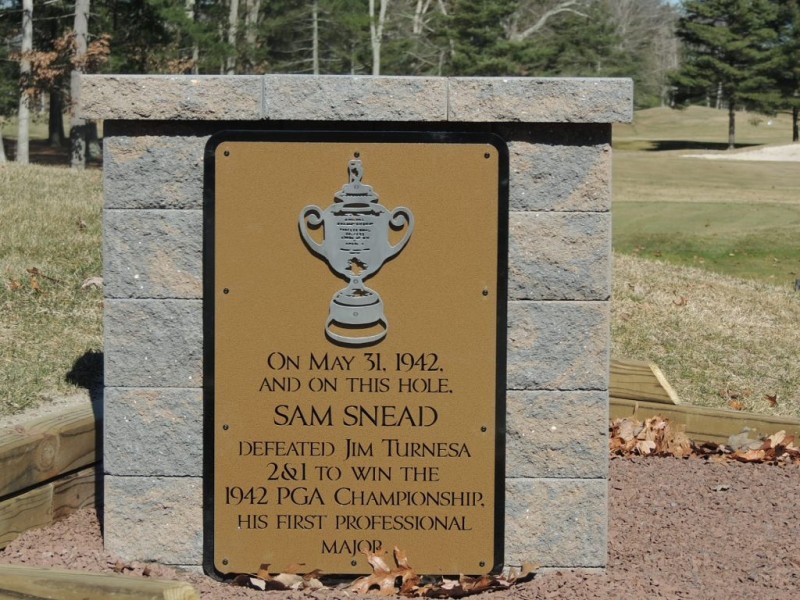 ON MAY 31, 1942,
AND ON THIS HOLE,
SAM SNEAD
DEFEATED JIM TURNESA
2&1 TO WIN THE
1942 PGA CHAMPIONSHIP,
HIS FIRST PROFESSIONAL
MAJOR.